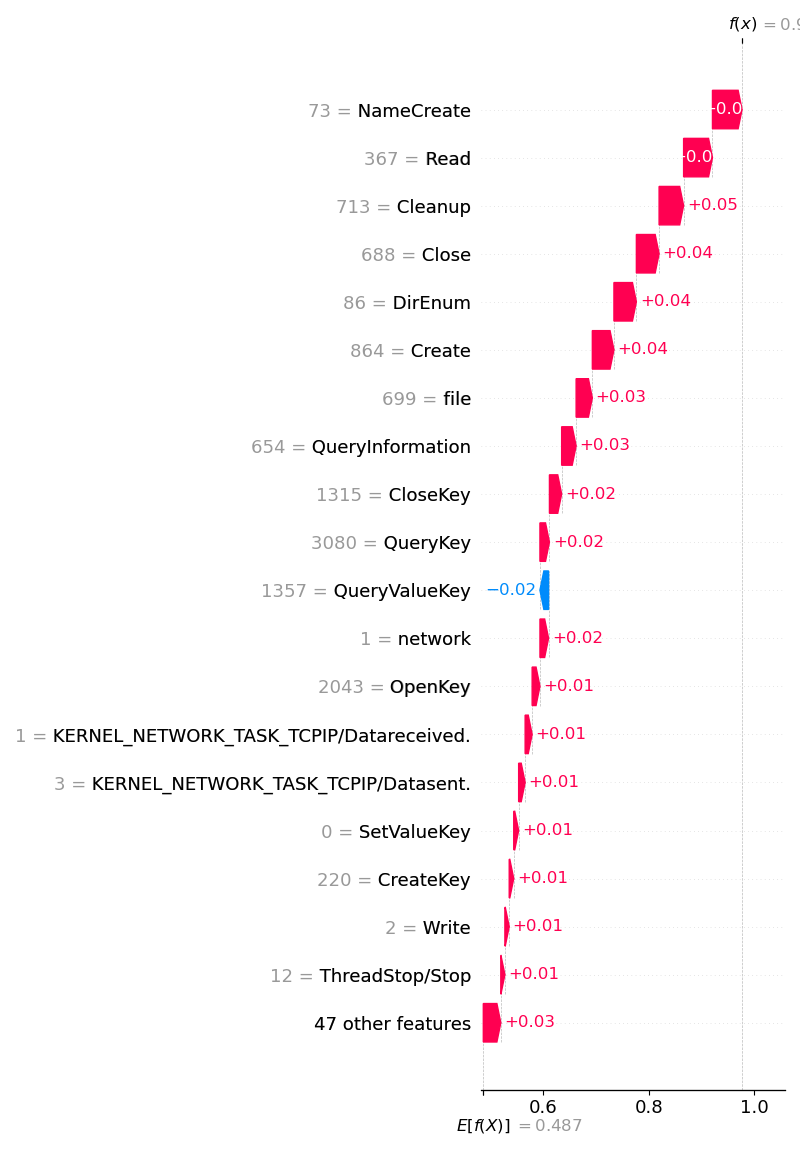 f(x) = 0.9
73 = NameCreate
367 = Read
713 = Cleanup
+0.05
688 = Close
+0.04
86 = DirEnum
+0.04
864 = Create
+0.04
699 = file
+0.03
654 = QueryInformation
+0.03
1315 = CloseKey
+0.02
3080 = QueryKey
+0.02
1357 = QueryValueKey
−0.02
1 = network
+0.02
2043 = OpenKey
+0.01
1 = KERNEL_NETWORK_TASK_TCPIP/Datareceived.
+0.01
3 = KERNEL_NETWORK_TASK_TCPIP/Datasent.
+0.01
0 = SetValueKey
+0.01
220 = CreateKey
+0.01
2 = Write
+0.01
12 = ThreadStop/Stop
+0.01
47 other features
+0.03
0.6 0.8 1.0
E[f(X)] = 0.487